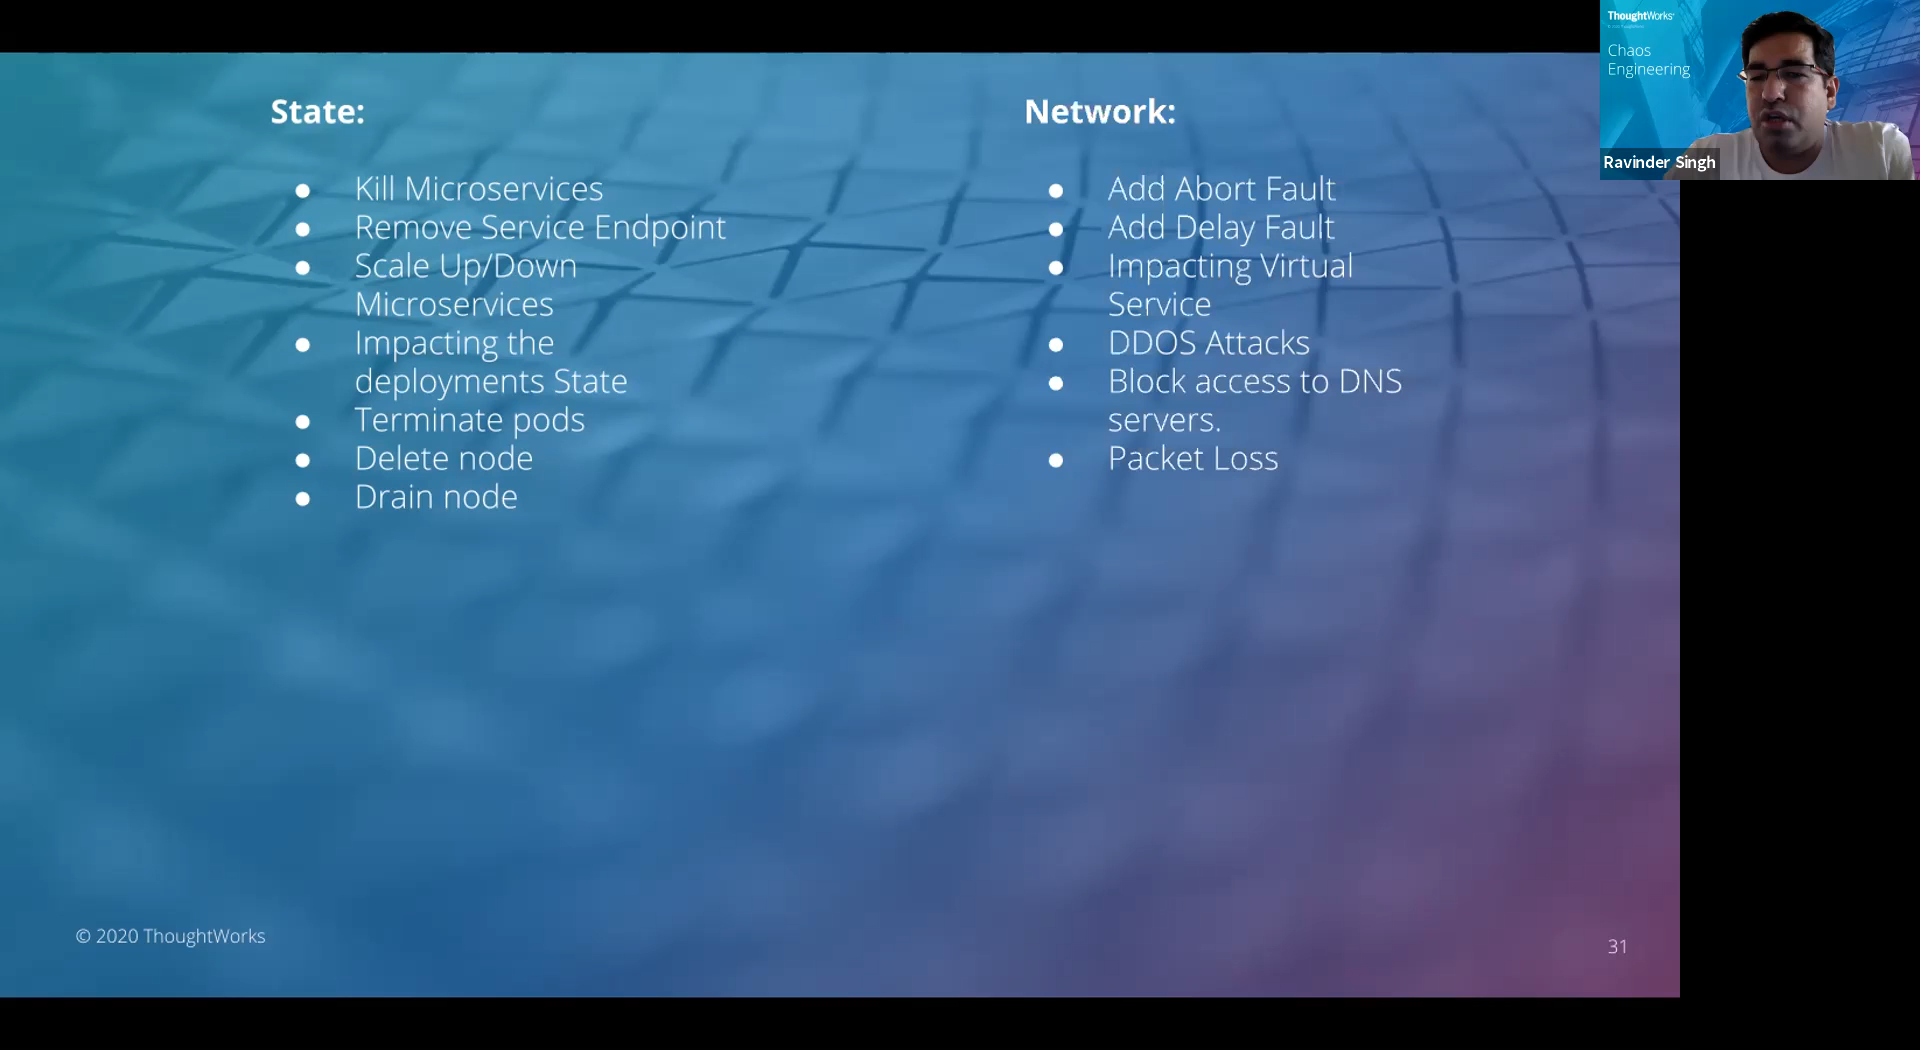 State:
Kill Microservices
Remove Service Endpoint
Scale Up/Down
Microservices
Impacting the
deployments State
Terminate pods
Delete node
Drain node
Network:
Add Abort Fault
Add Delay Fault
Impacting Virtual
Service
DDOS Attacks
Block access to DNS
servers.
Packet Loss
© 2020 ThoughtWorks
31
ThoughtWorks
Chaos
Engineering
Ravinder Singh